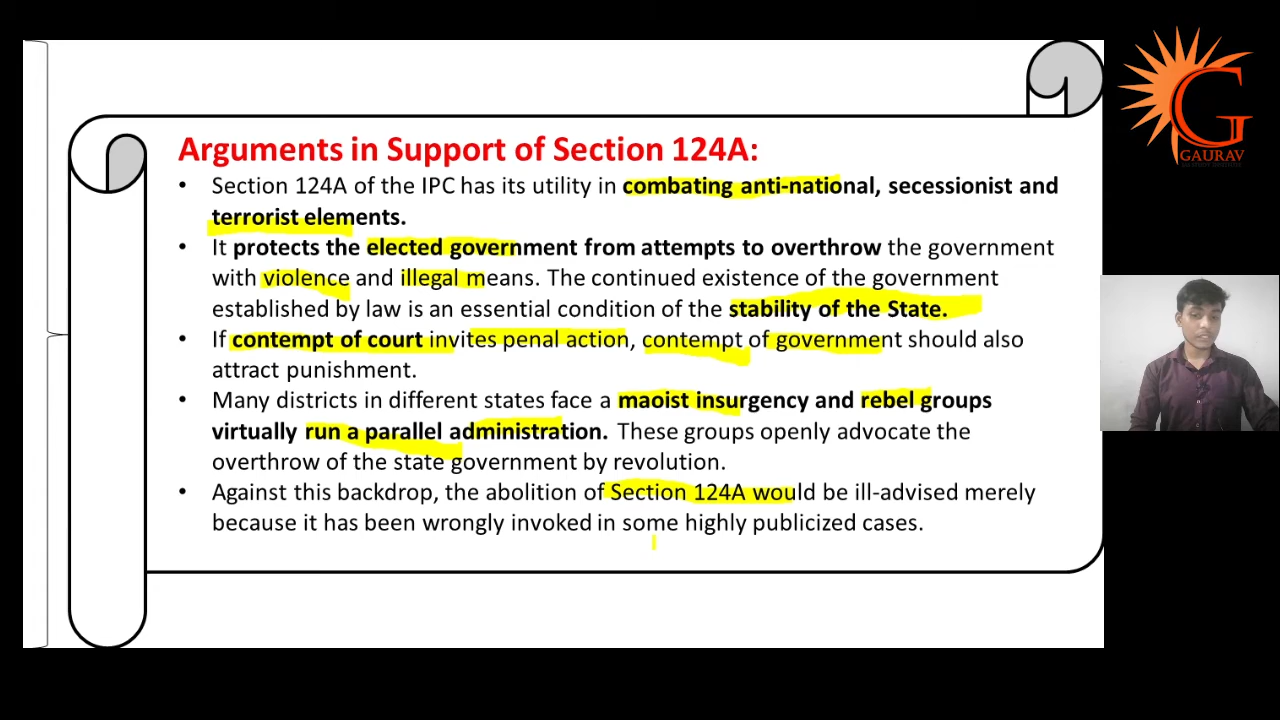 Arguments in Support of Section 124A:
• Section 124A of the IPC has its utility in combating anti-national, secessionist and
terrorist elements.
• It protects the elected government from attempts to overthrow the government
with violence and illegal means. The continued existence of the government
established by law is an essential condition of the stability of the State.
• If contempt of court invites penal action, contempt of government should also
attract punishment.
• Many districts in different states face a maoist insurgency and rebel groups
virtually run a parallel administration. These groups openly advocate the
overthrow of the state government by revolution.
• Against this backdrop, the abolition of Section 124A would be ill-advised merely
because it has been wrongly invoked in some highly publicized cases.
G
GAURAV